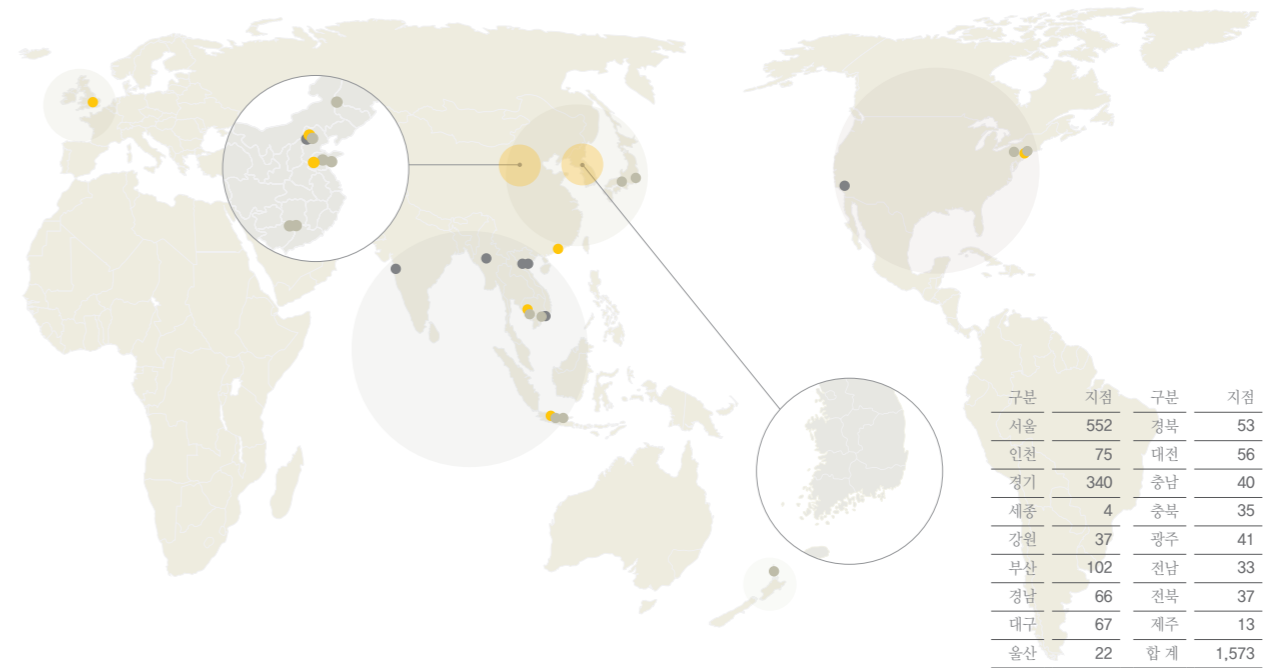 구분 지점 구분 지점
서울 552 경북 53
인천 75 대전 56
경기 340 충남 40
세종 4 충북 35
강원 37 광주 41
부산 102 전남 33
경남 66 전북 37
대구 67 제주 13
울산 22 합 계 1,573